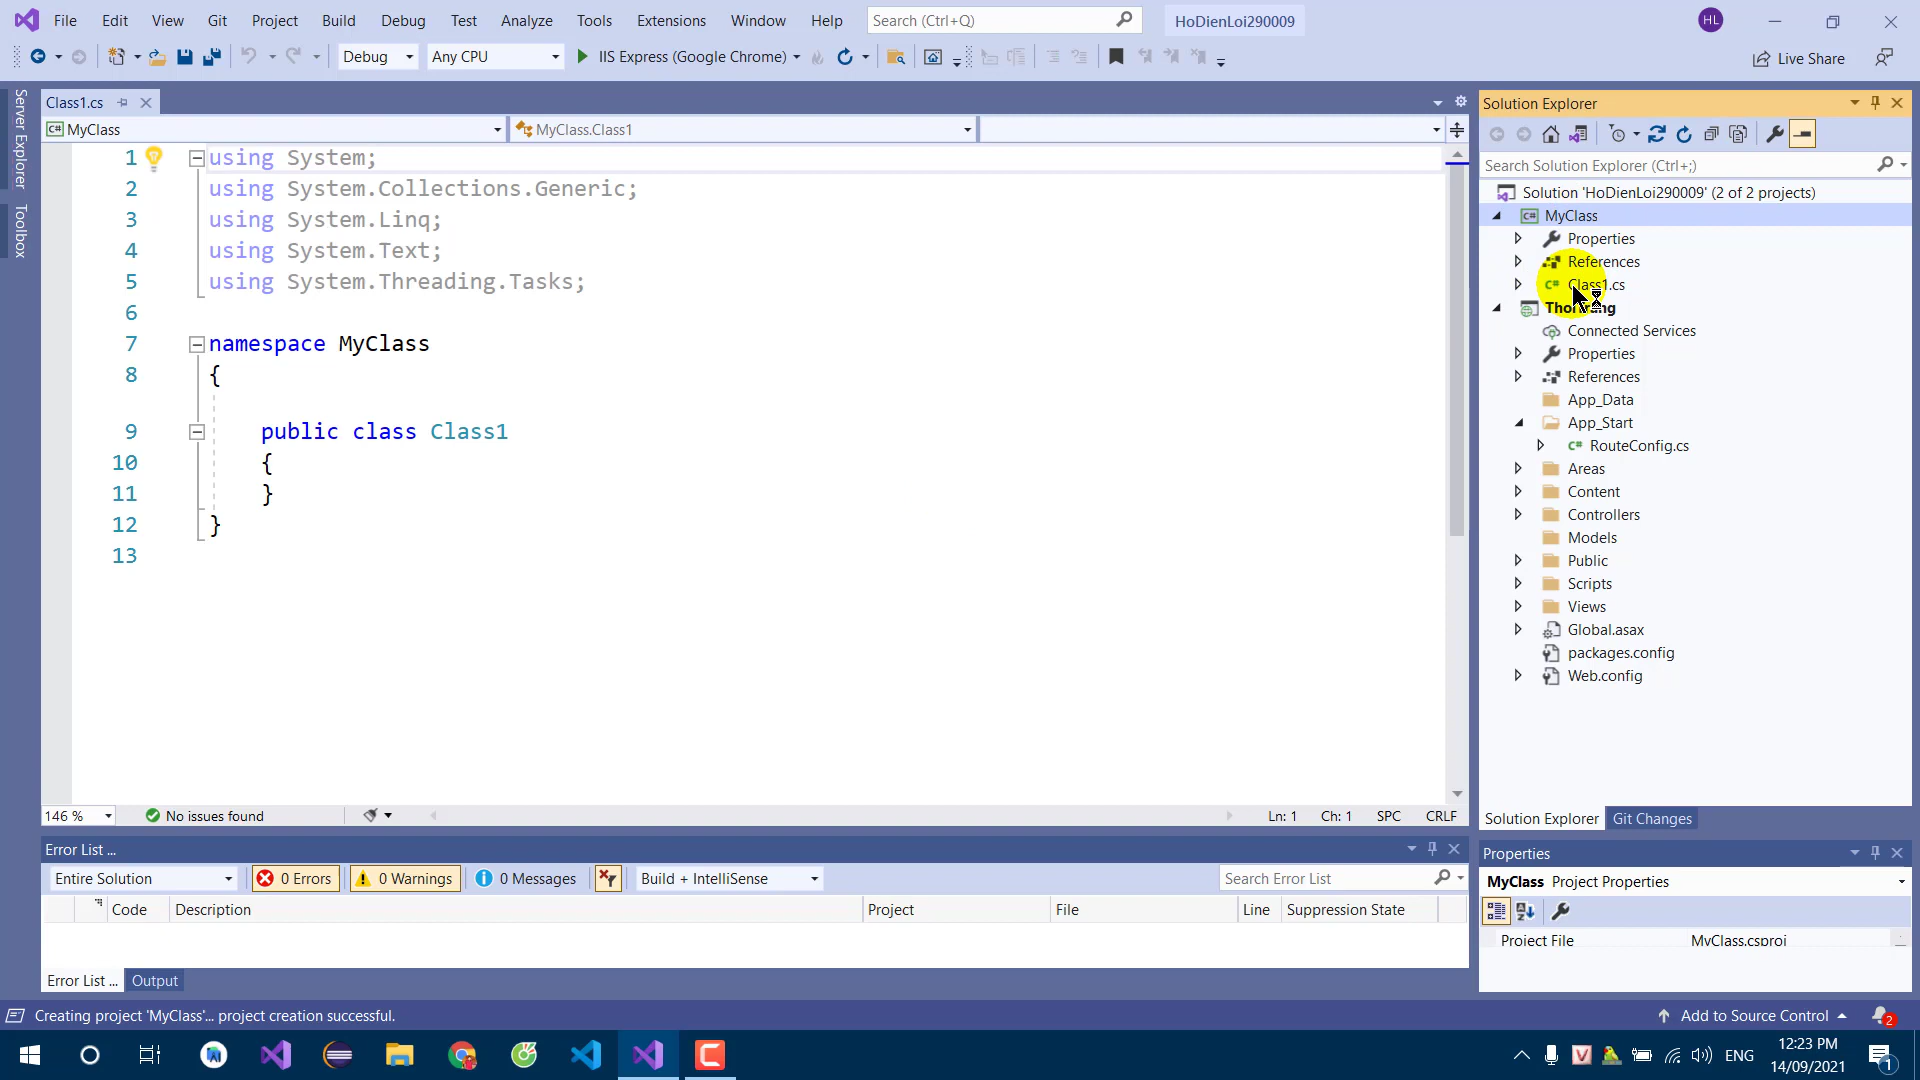 File Edit View Git Project Build Debug Test Analyze Tools Extensions Window Help Search (Ctrl+Q) HoDienLoi290009 HL
Debug Any CPU IIS Express (Google Chrome) Live Share
Server Explorer
Toolbox
Class1.cs
MyClass MyClass.Class1
1 using System;
2 using System.Collections.Generic;
3 using System.Linq;
4 using System.Text;
5 using System.Threading.Tasks;
6
7 namespace MyClass
8 {
9 public class Class1
10 {
11 }
12 }
13
146 % No issues found Ln: 1 Ch: 1 SPC CRLF
Error List ...
Entire Solution 0 Errors 0 Warnings 0 Messages Build + IntelliSense Search Error List
Code Description Project File Line Suppression State
Error List ... Output
Solution Explorer
Search Solution Explorer (Ctrl+;)
Solution 'HoDienLoi290009' (2 of 2 projects)
MyClass
Properties
References
Class1.cs
Connected Services
Properties
References
App_Data
App_Start
RouteConfig.cs
Areas
Content
Controllers
Models
Public
Scripts
Views
Global.asax
packages.config
Web.config
Solution Explorer Git Changes
Properties
MyClass Project Properties
Project File MyClass.csproj
Creating project 'MyClass'... project creation successful. Add to Source Control 2
ENG 12:23 PM
14/09/2021 1